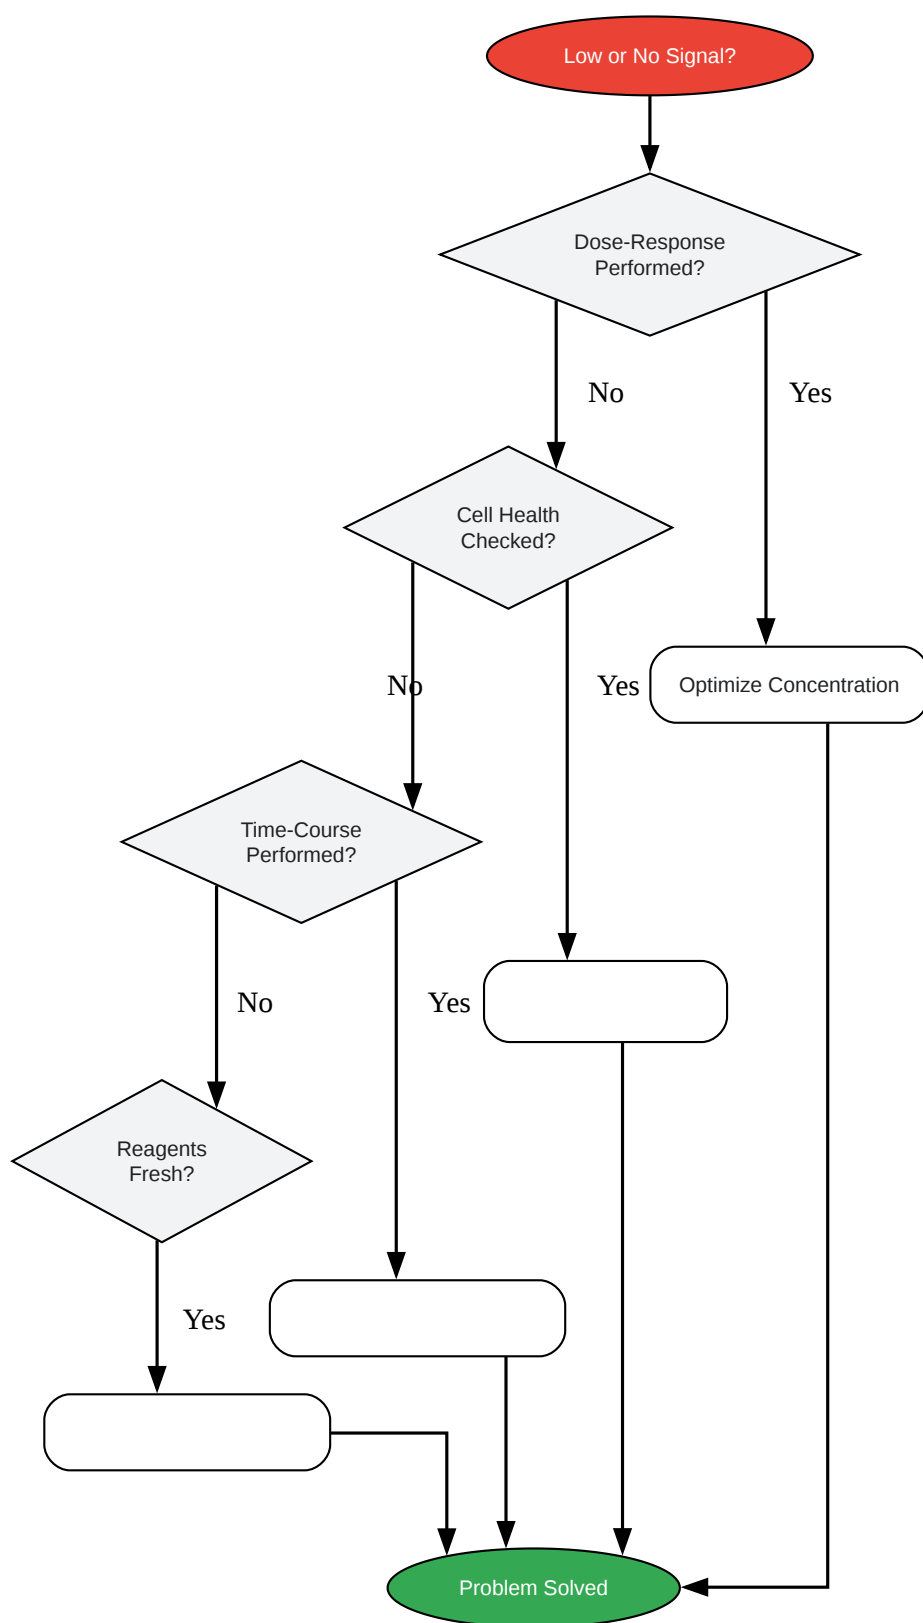 Low or No Signal?
Dose-Response
Performed?
No
Yes
Cell Health
Checked?
No
Yes
Optimize Concentration
Time-Course
Performed?
No
Yes
Reagents
Fresh?
Yes
Problem Solved